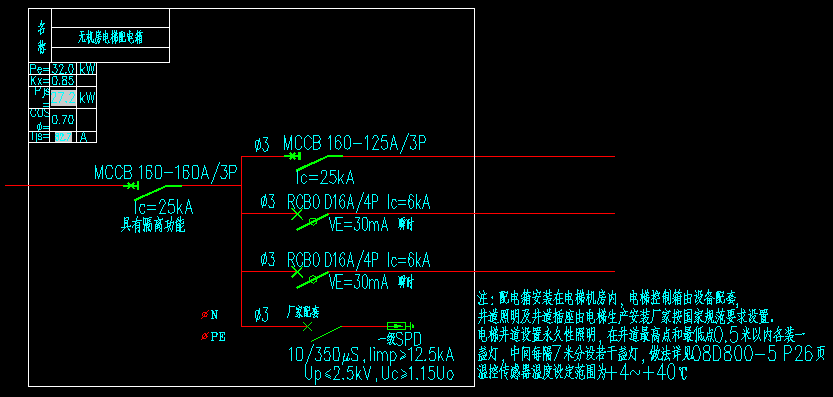 名称
无机房电梯配电箱
Pe= 32.0 kW
Kx= 0.85
Pjs = 27.2 kW
COS φ= 0.70
Ijs= A
MCCB 160-160A/3P
Ic=25kA
具有隔离功能
ø3 MCCB 160-125A/3P
Ic=25kA
ø3 RCBO D16A/4P Ic=6kA
VE=30mA 瞬时
ø3 RCBO D16A/4P Ic=6kA
VE=30mA 瞬时
N
PE
ø3 厂家配套
一级SPD
10/350μS,Iimp≥12.5kA
Up≤2.5kV,Uc≥1.15Uo
注: 配电箱安装在电梯机房内, 电梯控制箱由设备配套,
井道照明及井道插座由电梯生产安装厂家按国家规范要求设置.
电梯井道设置永久性照明, 在井道最高点和最低点0.5米以内各装一
盏灯, 中间每隔7米分设若干盏灯, 做法详见08D800-5 P26页
温控传感器温度设定范围为+4~+40℃